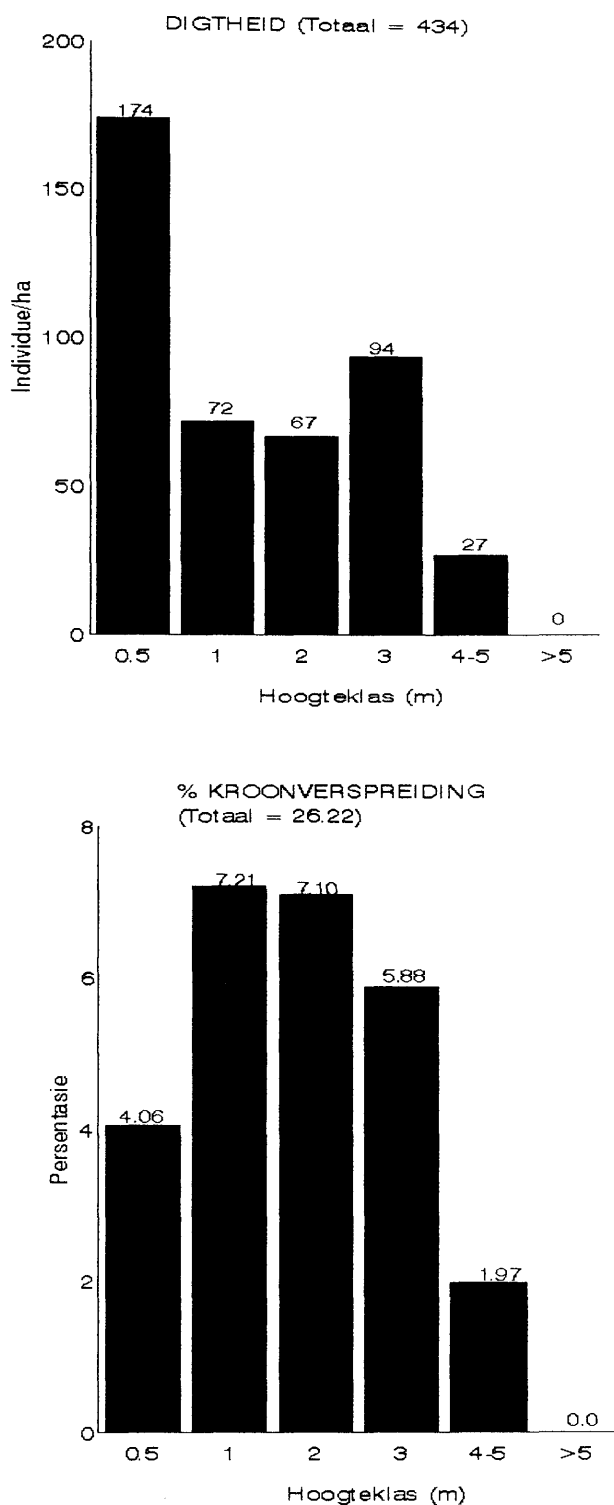 DIGTHEID (Totaal = 434)
200
174
150
100
94
72
67
50
27
0
0
Individue/ha
0.5 1 2 3 4-5 >5
Hoogteklas (m)
% KROONVERSPREIDING
(Totaal = 26.22)
8
7.21
7.10
6
5.88
4.06
4
2
1.97
0.0
0
Persentasie
0.5 1 2 3 4-5 >5
Hoogteklas (m)